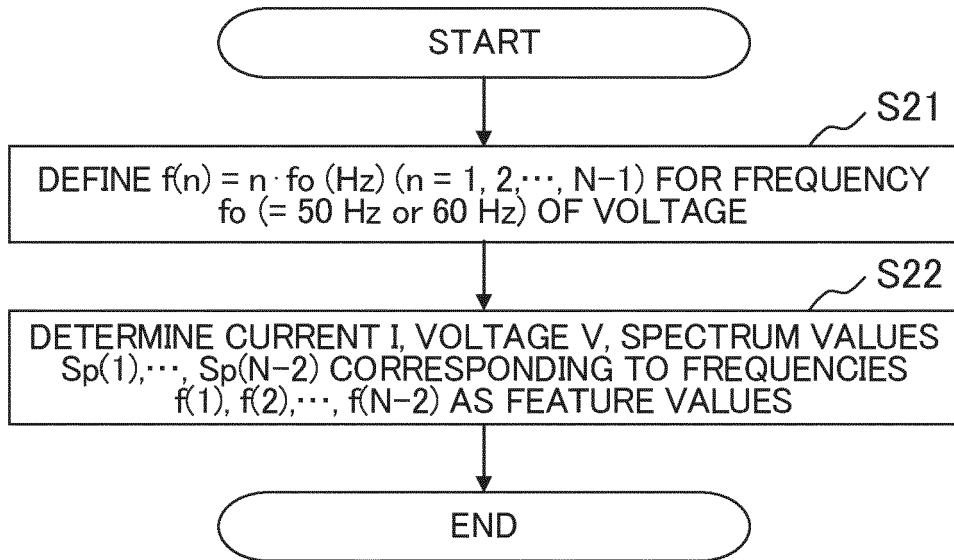 START
S21
DEFINE f(n) = n · fo (Hz) (n = 1, 2,⋯, N-1) FOR FREQUENCY
fo (= 50 Hz or 60 Hz) OF VOLTAGE
S22
DETERMINE CURRENT I, VOLTAGE V, SPECTRUM VALUES
Sp(1),⋯, Sp(N-2) CORRESPONDING TO FREQUENCIES
f(1), f(2),⋯, f(N-2) AS FEATURE VALUES
END